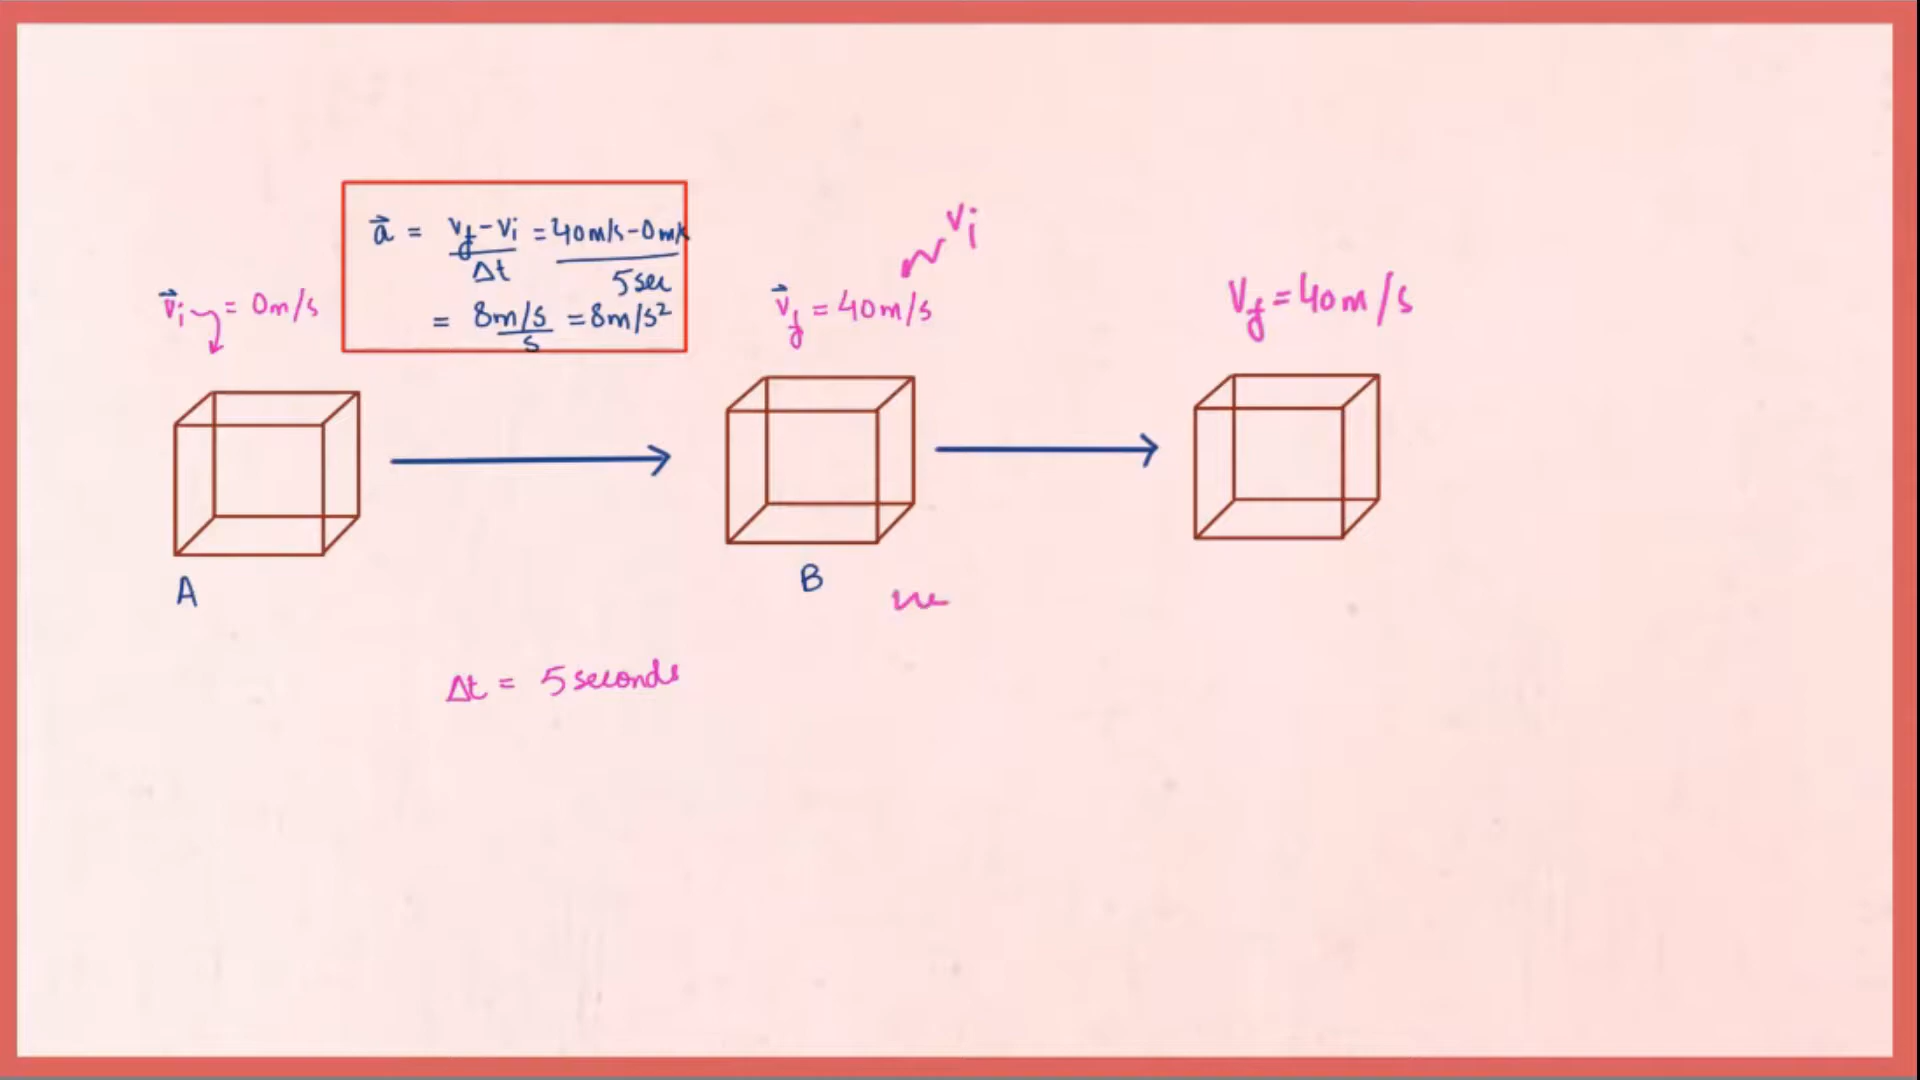 a⃗ = vf - vi / Δt = 40m/s - 0m/s / 5sec
= 8m/s / s = 8m/s²
v⃗i = 0m/s
vi
v⃗f = 40m/s
Vf = 40m/s
A
B
Δt = 5 seconds